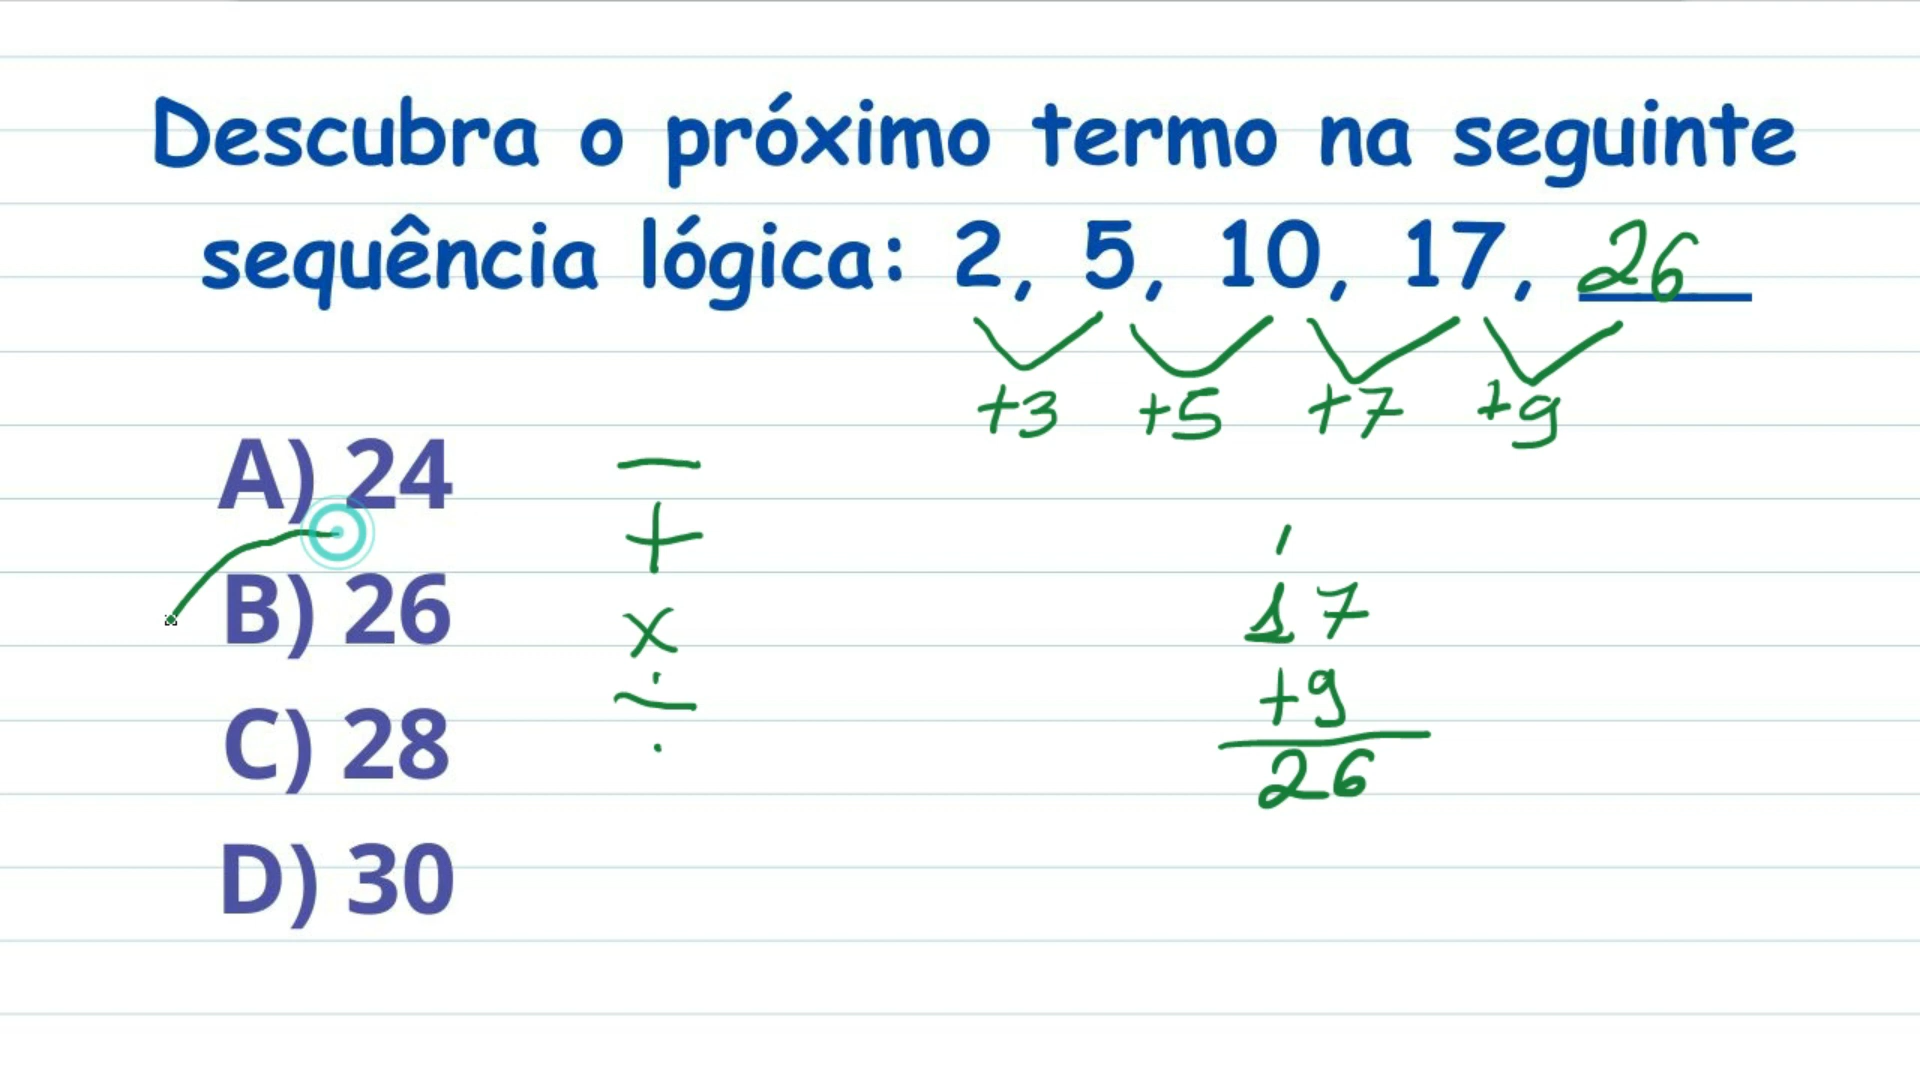 Descubra o próximo termo na seguinte
sequência lógica: 2, 5, 10, 17, 26
+3 +5 +7 +9
A) 24
B) 26
C) 28
D) 30
−
+
x
÷
1
17
+9
26